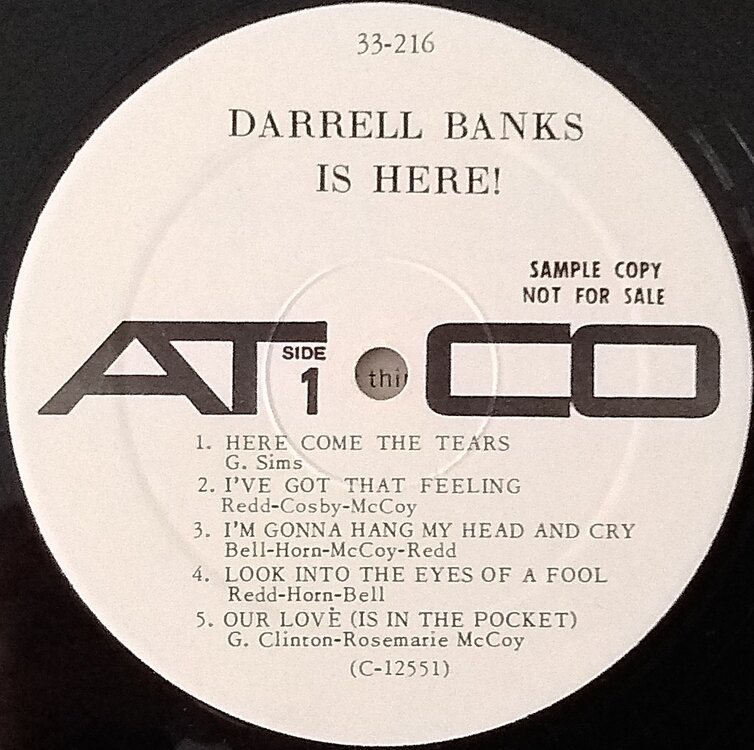 33-216
DARRELL BANKS
IS HERE!
SAMPLE COPY
NOT FOR SALE
ATCO
SIDE
1
thi
1. HERE COME THE TEARS
G. Sims
2. I'VE GOT THAT FEELING
Redd-Cosby-McCoy
3. I'M GONNA HANG MY HEAD AND CRY
Bell-Horn-McCoy-Redd
4. LOOK INTO THE EYES OF A FOOL
Redd-Horn-Bell
5. OUR LOVE (IS IN THE POCKET)
G. Clinton-Rosemarie McCoy
(C-12551)